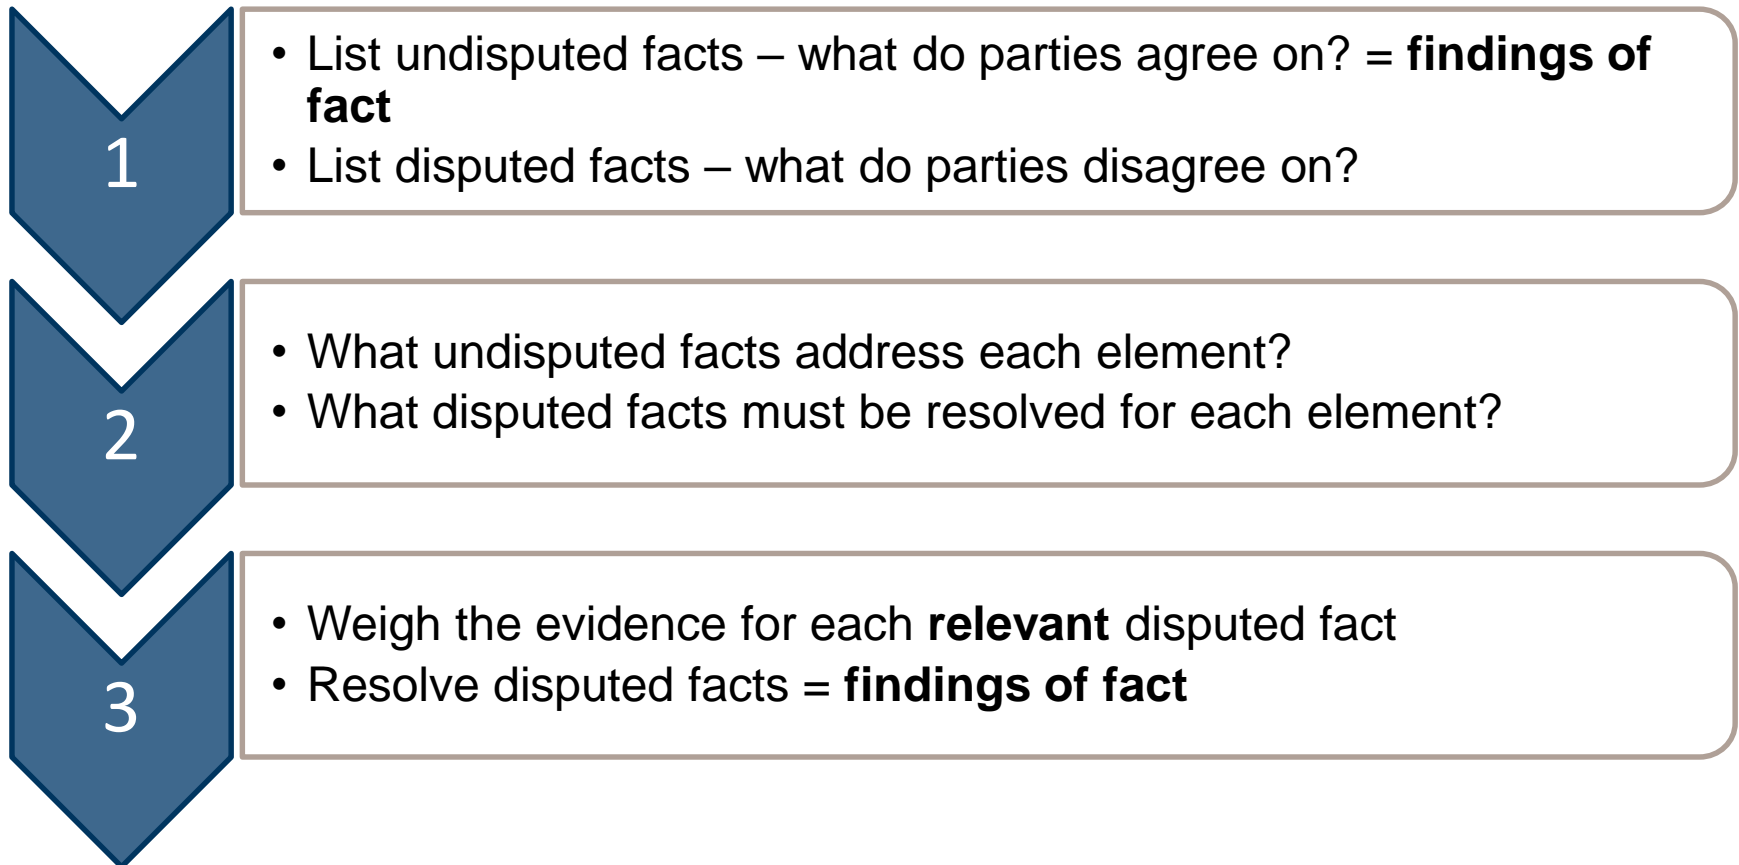 1
• List undisputed facts – what do parties agree on? = findings of
fact
• List disputed facts – what do parties disagree on?
2
• What undisputed facts address each element?
• What disputed facts must be resolved for each element?
3
• Weigh the evidence for each relevant disputed fact
• Resolve disputed facts = findings of fact